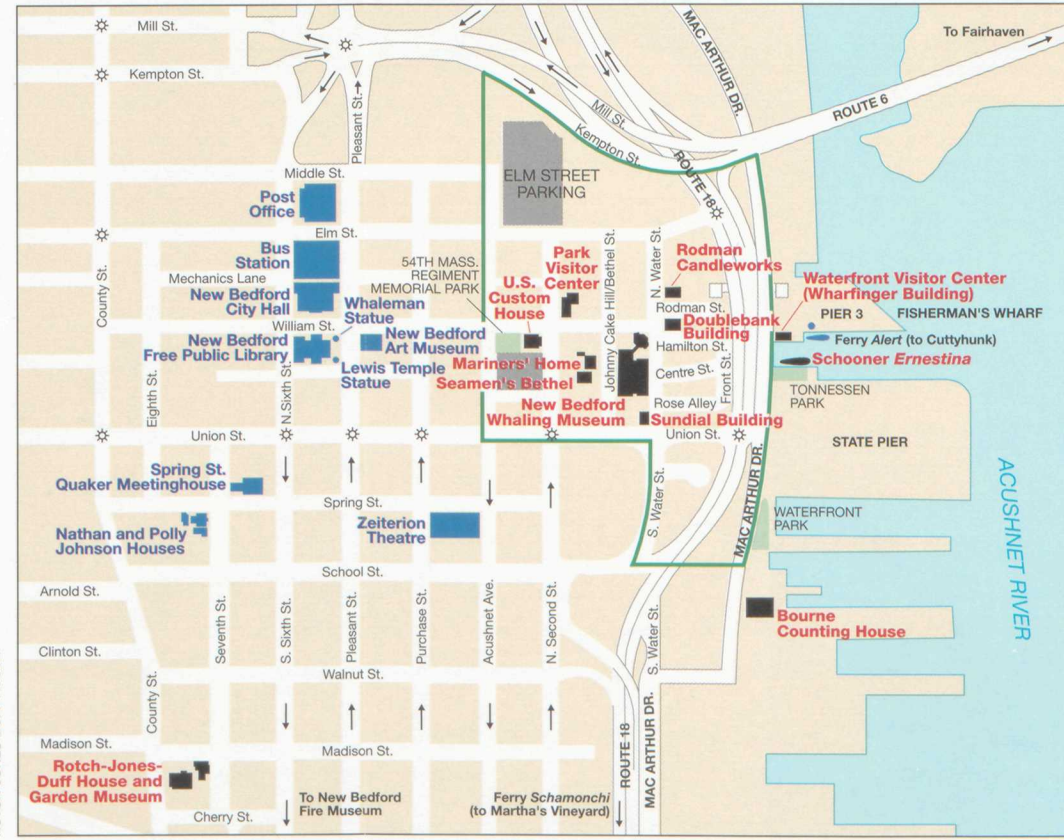 Mill St.
Kempton St.
Pleasant St.
MAC ARTHUR DR.
To Fairhaven
ROUTE 6
Mill St.
Kempton St.
ROUTE 18
Middle St.
Post
Office
ELM STREET
PARKING
Elm St.
Bus
Station
County St.
Mechanics Lane
New Bedford
City Hall
54TH MASS.
REGIMENT
MEMORIAL PARK
Whaleman
Statue
William St.
New Bedford
Free Public Library
New Bedford
Art Museum
Lewis Temple
Statue
Park
Visitor
Center
U.S.
Custom
House
Johnny Cake Hill/Bethel St.
N. Water St.
Rodman
Candleworks
Rodman St.
Doublebank
Building
Hamilton St.
Centre St.
Front St.
Mariners' Home
Seamen's Bethel
New Bedford
Whaling Museum
Rose Alley
Sundial Building
Union St.
Waterfront Visitor Center
(Wharfinger Building)
PIER 3
FISHERMAN'S WHARF
Ferry Alert (to Cuttyhunk)
Schooner Ernestina
TONNESSEN
PARK
STATE PIER
ACUSHNET RIVER
Eighth St.
N.Sixth St.
Union St.
Spring St.
Quaker Meetinghouse
Spring St.
Nathan and Polly
Johnson Houses
Zeiterion
Theatre
S. Water St.
MAC ARTHUR DR.
WATERFRONT
PARK
School St.
Arnold St.
Clinton St.
Seventh St.
S. Sixth St.
Pleasant St.
Purchase St.
Acushnet Ave.
N. Second St.
S. Water St.
Bourne
Counting House
Walnut St.
County St.
Madison St.
Madison St.
Rotch-Jones-
Duff House and
Garden Museum
Cherry St.
To New Bedford
Fire Museum
Ferry Schamonchi
(to Martha's Vineyard)
ROUTE 18
MAC ARTHUR DR.